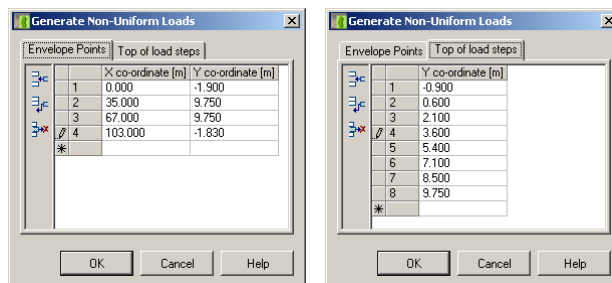 Generate Non-Uniform Loads
Envelope Points Top of load steps
X co-ordinate [m] Y co-ordinate [m]
1 0.000 -1.900
2 35.000 9.750
3 67.000 9.750
4 103.000 -1.830
OK Cancel Help
Generate Non-Uniform Loads
Envelope Points Top of load steps
Y co-ordinate [m]
1 -0.900
2 0.600
3 2.100
4 3.600
5 5.400
6 7.100
7 8.500
8 9.750
OK Cancel Help